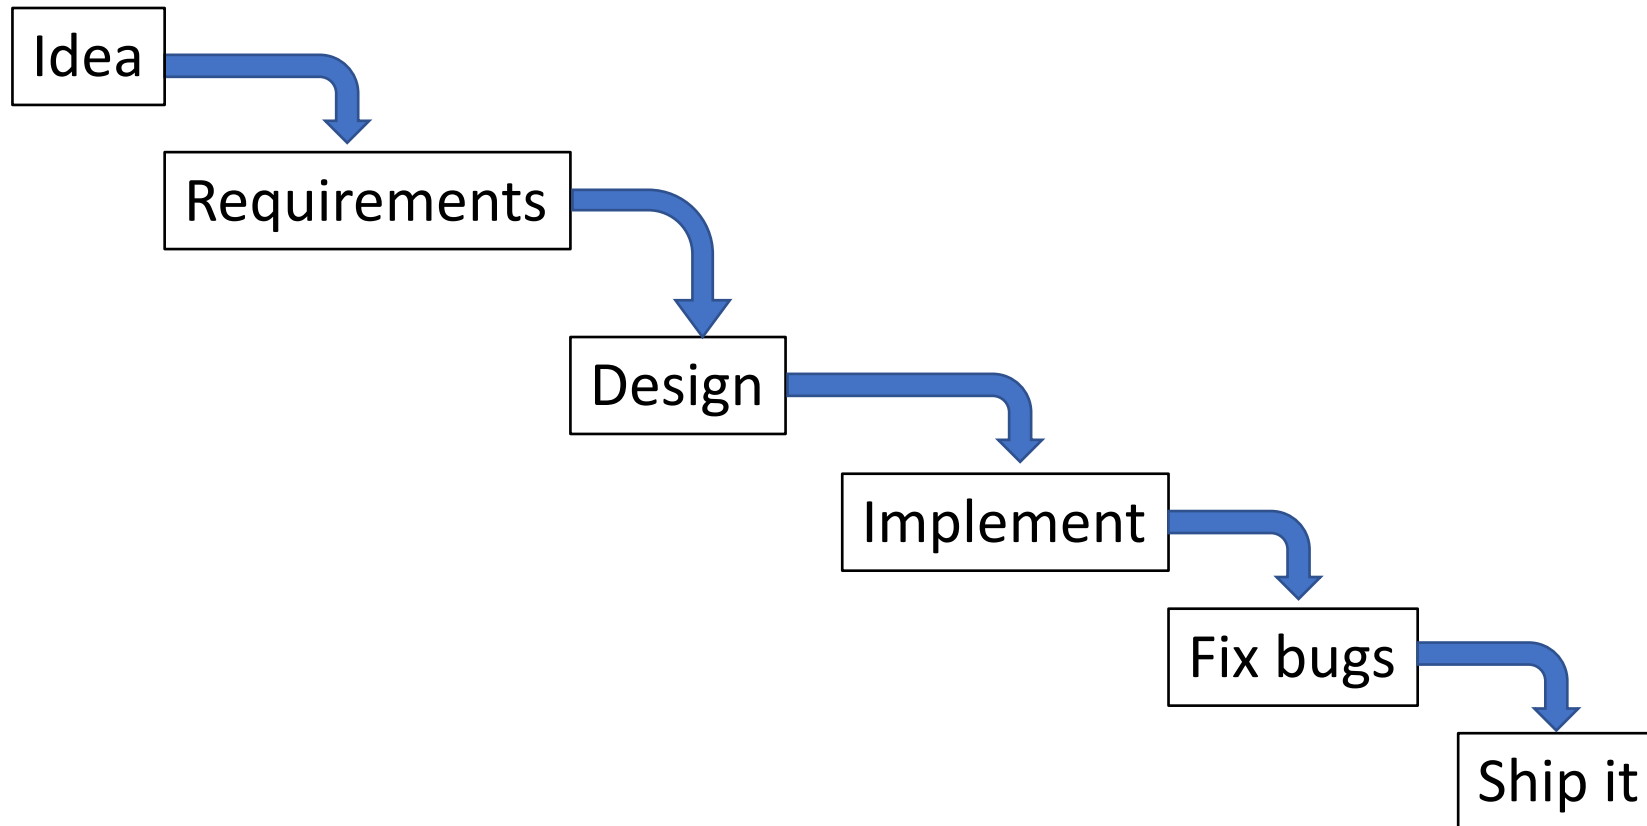 Idea
Requirements
Design
Implement
Fix bugs
Ship it